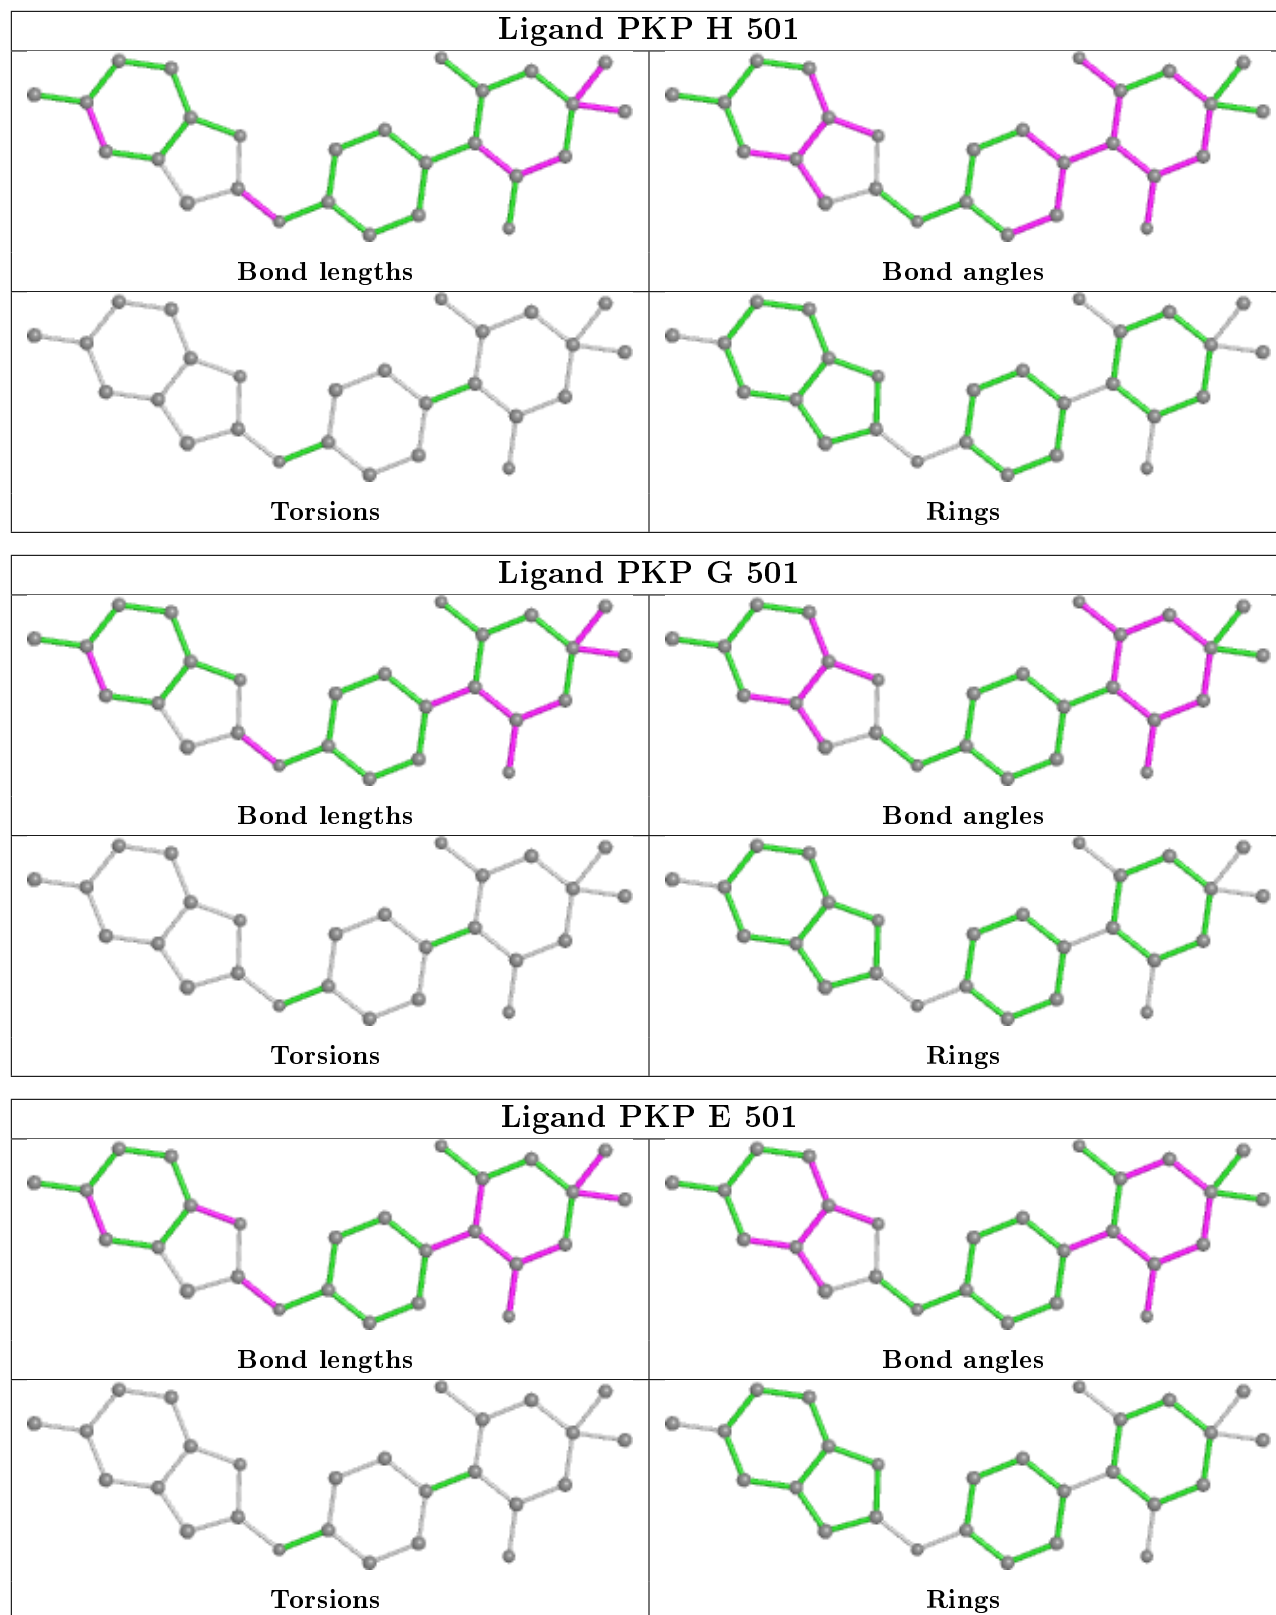 Ligand PKP H 501
Bond lengths
Bond angles
Torsions
Rings
Ligand PKP G 501
Bond lengths
Bond angles
Torsions
Rings
Ligand PKP E 501
Bond lengths
Bond angles
Torsions
Rings